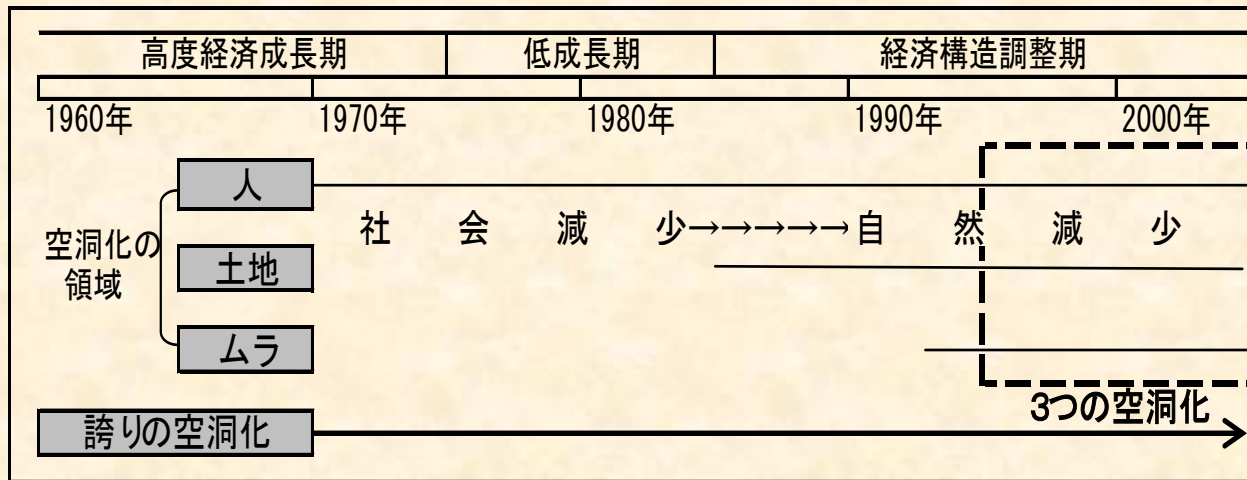 高度経済成長期 低成長期 経済構造調整期
1960年 1970年 1980年 1990年 2000年
人
社会減少→→→→→自然減少
空洞化の
領域
土地
ムラ
3つの空洞化
誇りの空洞化